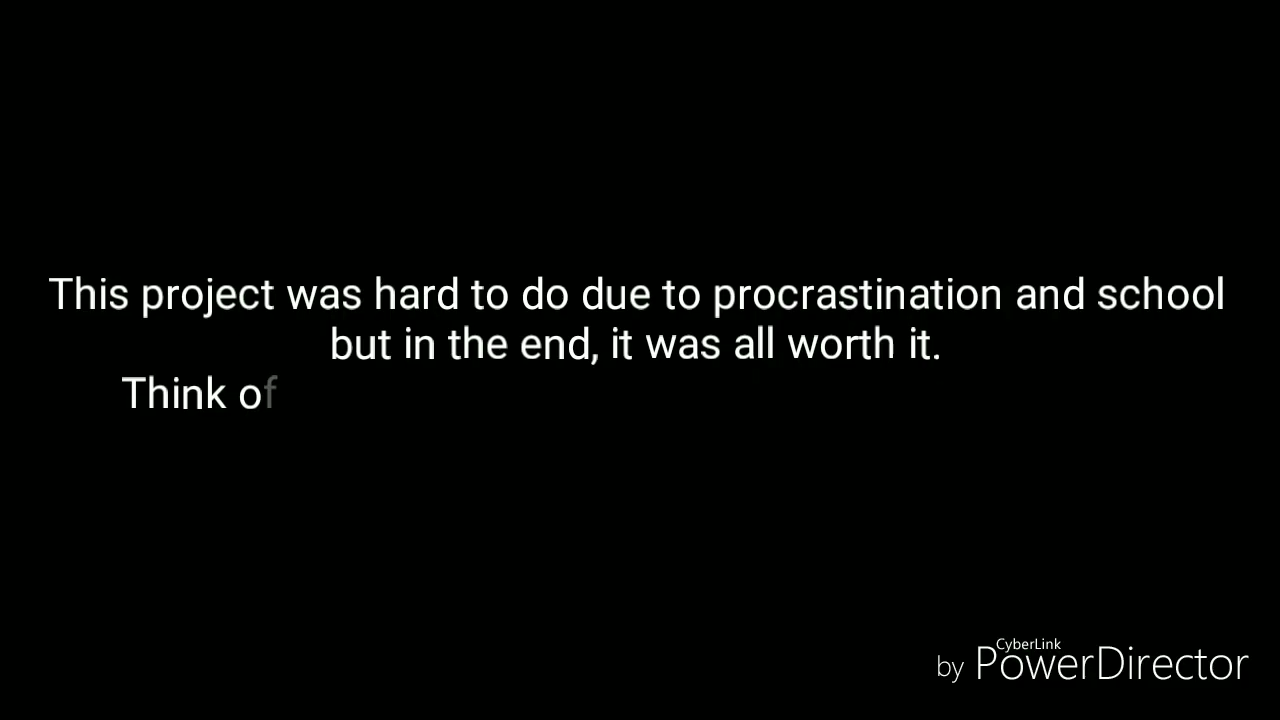 This project was hard to do due to procrastination and school
but in the end, it was all worth it.
Think of
CyberLink
by PowerDirector